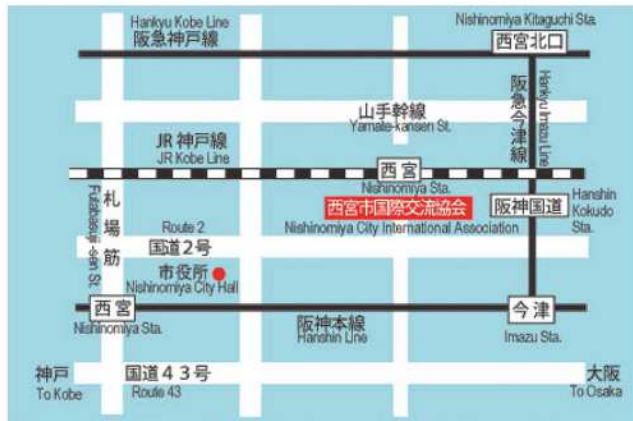 Hankyu Kobe Line
阪急神戸線
Nishinomiya Kitaguchi Sta.
西宮北口
阪急今津線
Hankyu Imazu Line
山手幹線
Yamate-kansen St.
JR 神戸線
JR Kobe Line
西宮
Nishinomiya Sta.
西宮市国際交流協会
Nishinomiya City International Association
阪神国道
Hanshin
Kokudo
Sta.
札場筋
Fudabasuji-sen St.
Route 2
国道2号
市役所
Nishinomiya City Hall
西宮
Nishinomiya Sta.
阪神本線
Hanshin Line
今津
Imazu Sta.
神戸
To Kobe
国道43号
Route 43
大阪
To Osaka